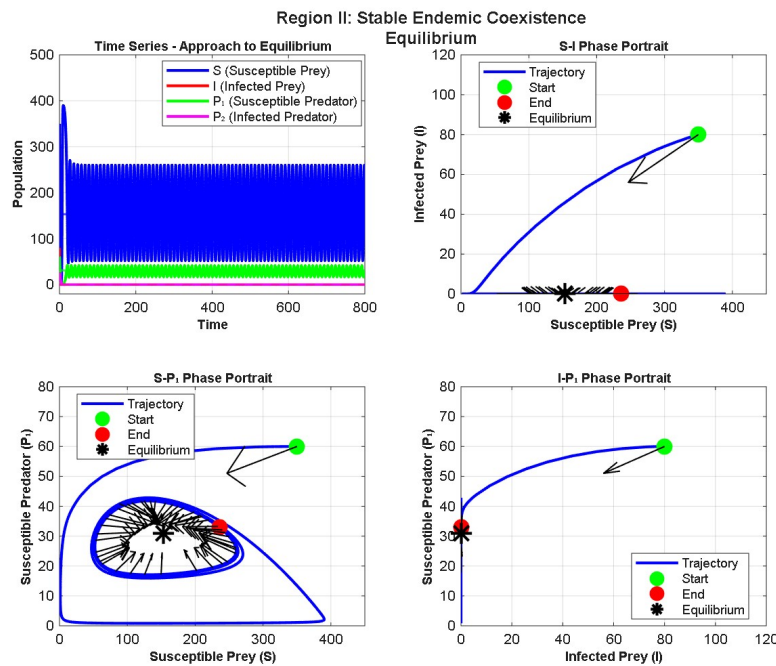 Region II: Stable Endemic Coexistence
Equilibrium
Time Series - Approach to Equilibrium
500
400
300
200
100
0
0
200
400
600
800
Population
Time
S (Susceptible Prey)
I (Infected Prey)
P₁ (Susceptible Predator)
P₂ (Infected Predator)
S-I Phase Portrait
120
100
80
60
40
20
0
0
100
200
300
400
Infected Prey (I)
Susceptible Prey (S)
Trajectory
Start
End
Equilibrium
S-P₁ Phase Portrait
80
70
60
50
40
30
20
10
0
0
100
200
300
400
Susceptible Predator (P₁)
Susceptible Prey (S)
Trajectory
Start
End
Equilibrium
I-P₁ Phase Portrait
80
70
60
50
40
30
20
10
0
0
20
40
60
80
100
120
Susceptible Predator (P₁)
Infected Prey (I)
Trajectory
Start
End
Equilibrium